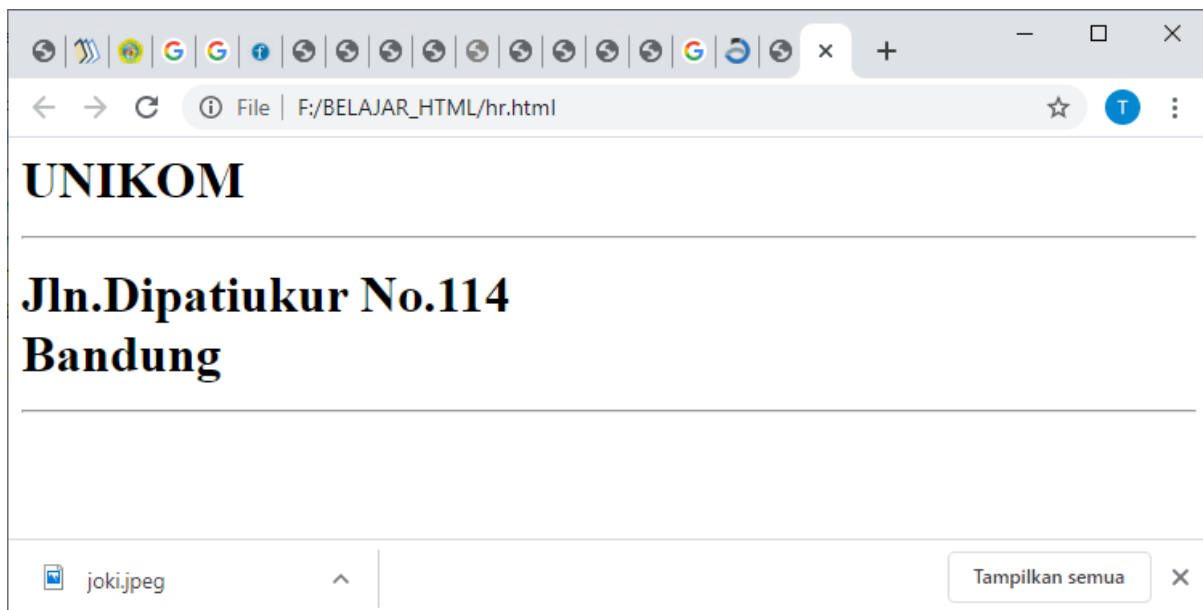 File | F:/BELAJAR_HTML/hr.html
T
UNIKOM
Jln.Dipatiukur No.114
Bandung
joki.jpeg
Tampilkan semua